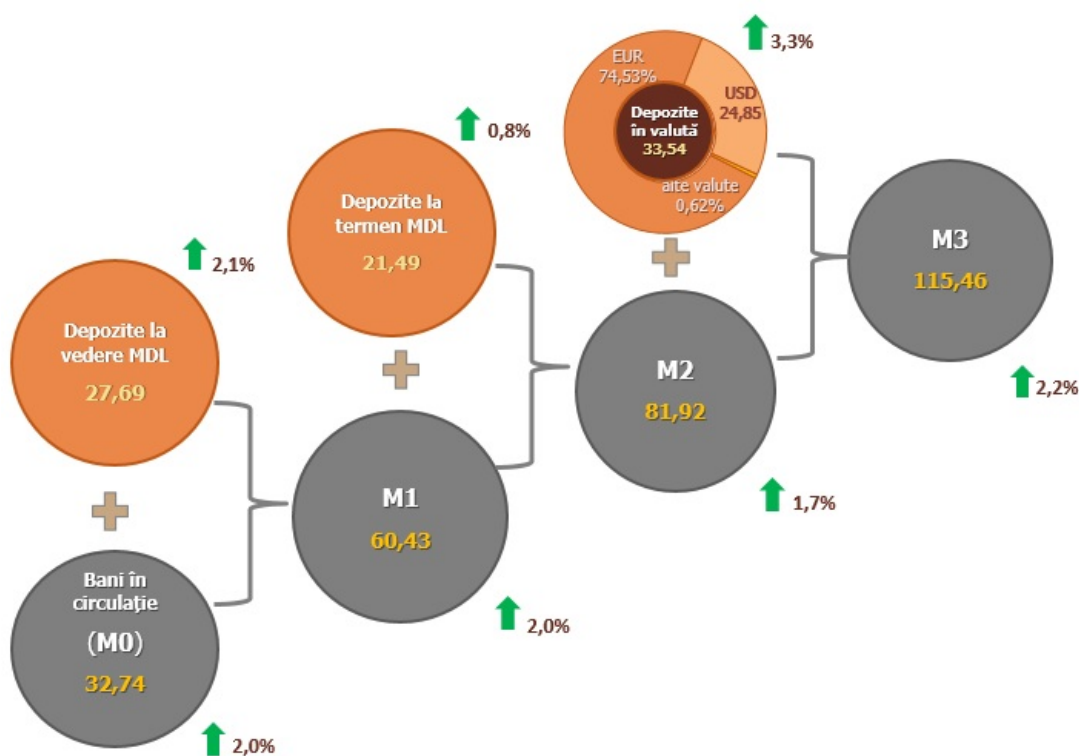 3,3%
EUR
74,53%
USD
24,85
Depozite
în valută
33,54
alte valute
0,62%
0,8%
Depozite la
termen MDL
21,49
M3
115,46
2,1%
Depozite la
vedere MDL
27,69
M2
81,92
2,2%
M1
60,43
1,7%
Bani în
circulație
(M0)
32,74
2,0%
2,0%